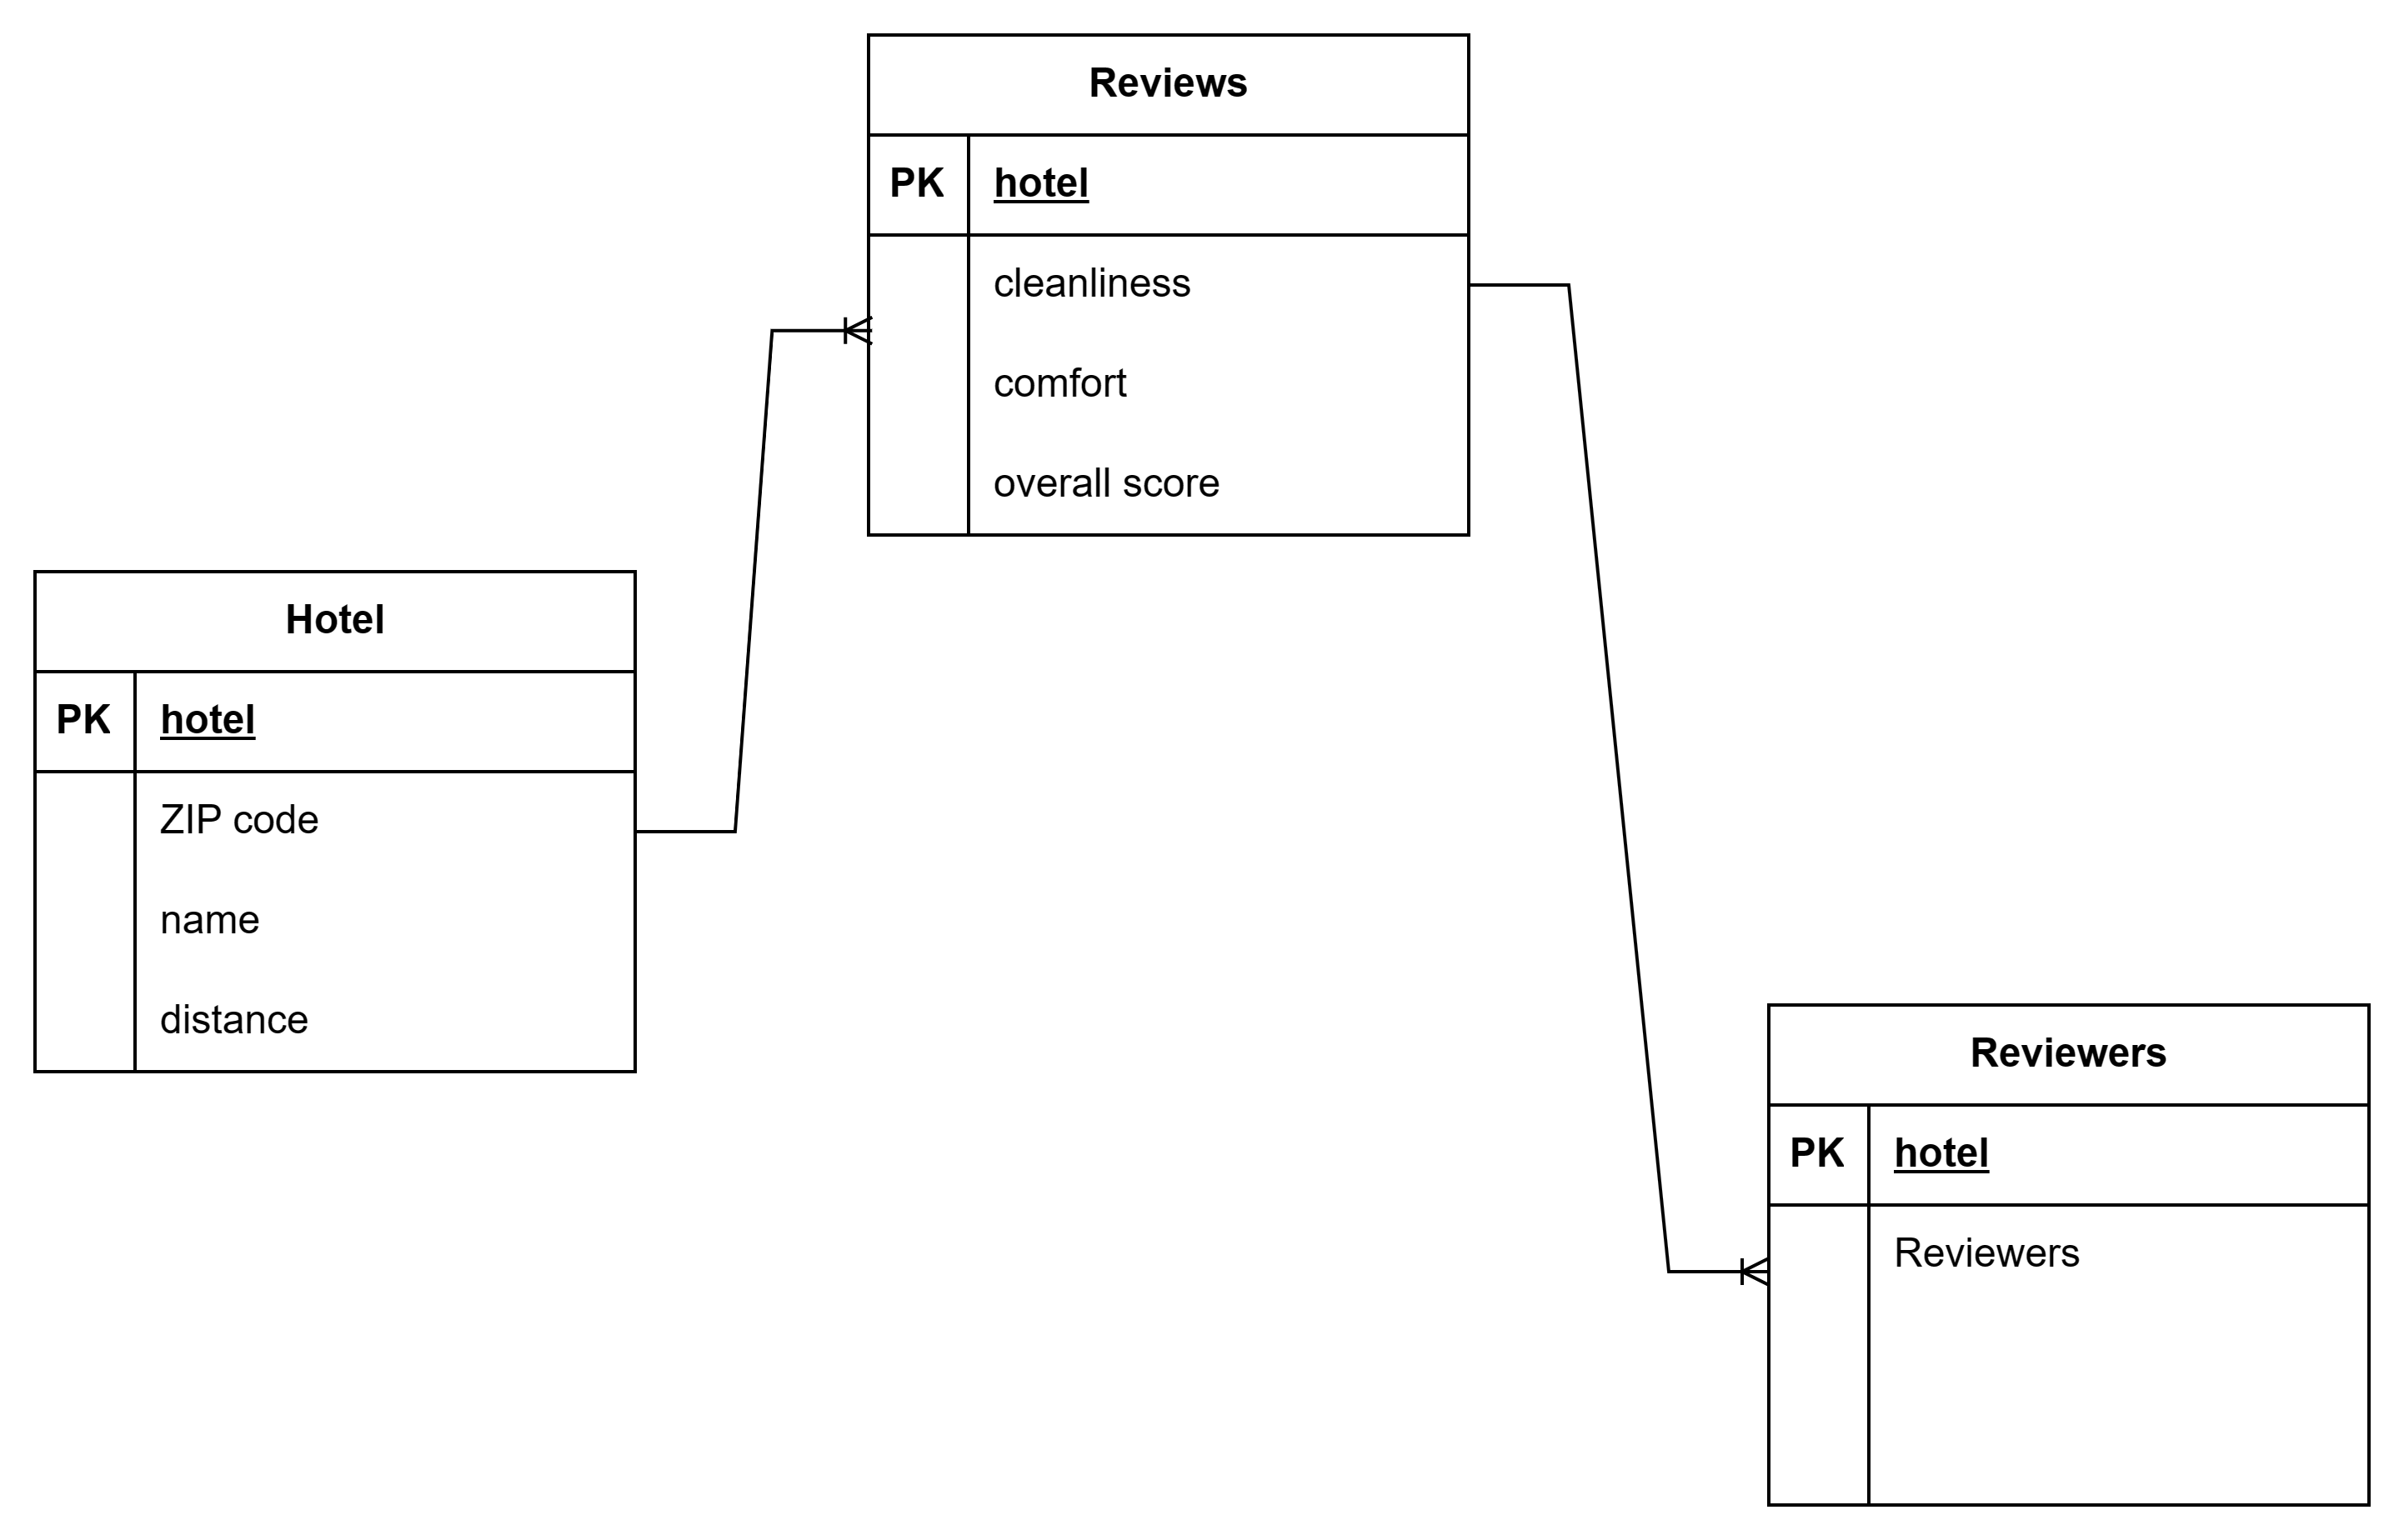 Reviews
PK hotel
cleanliness
comfort
overall score
Hotel
PK hotel
ZIP code
name
distance
Reviewers
PK hotel
Reviewers